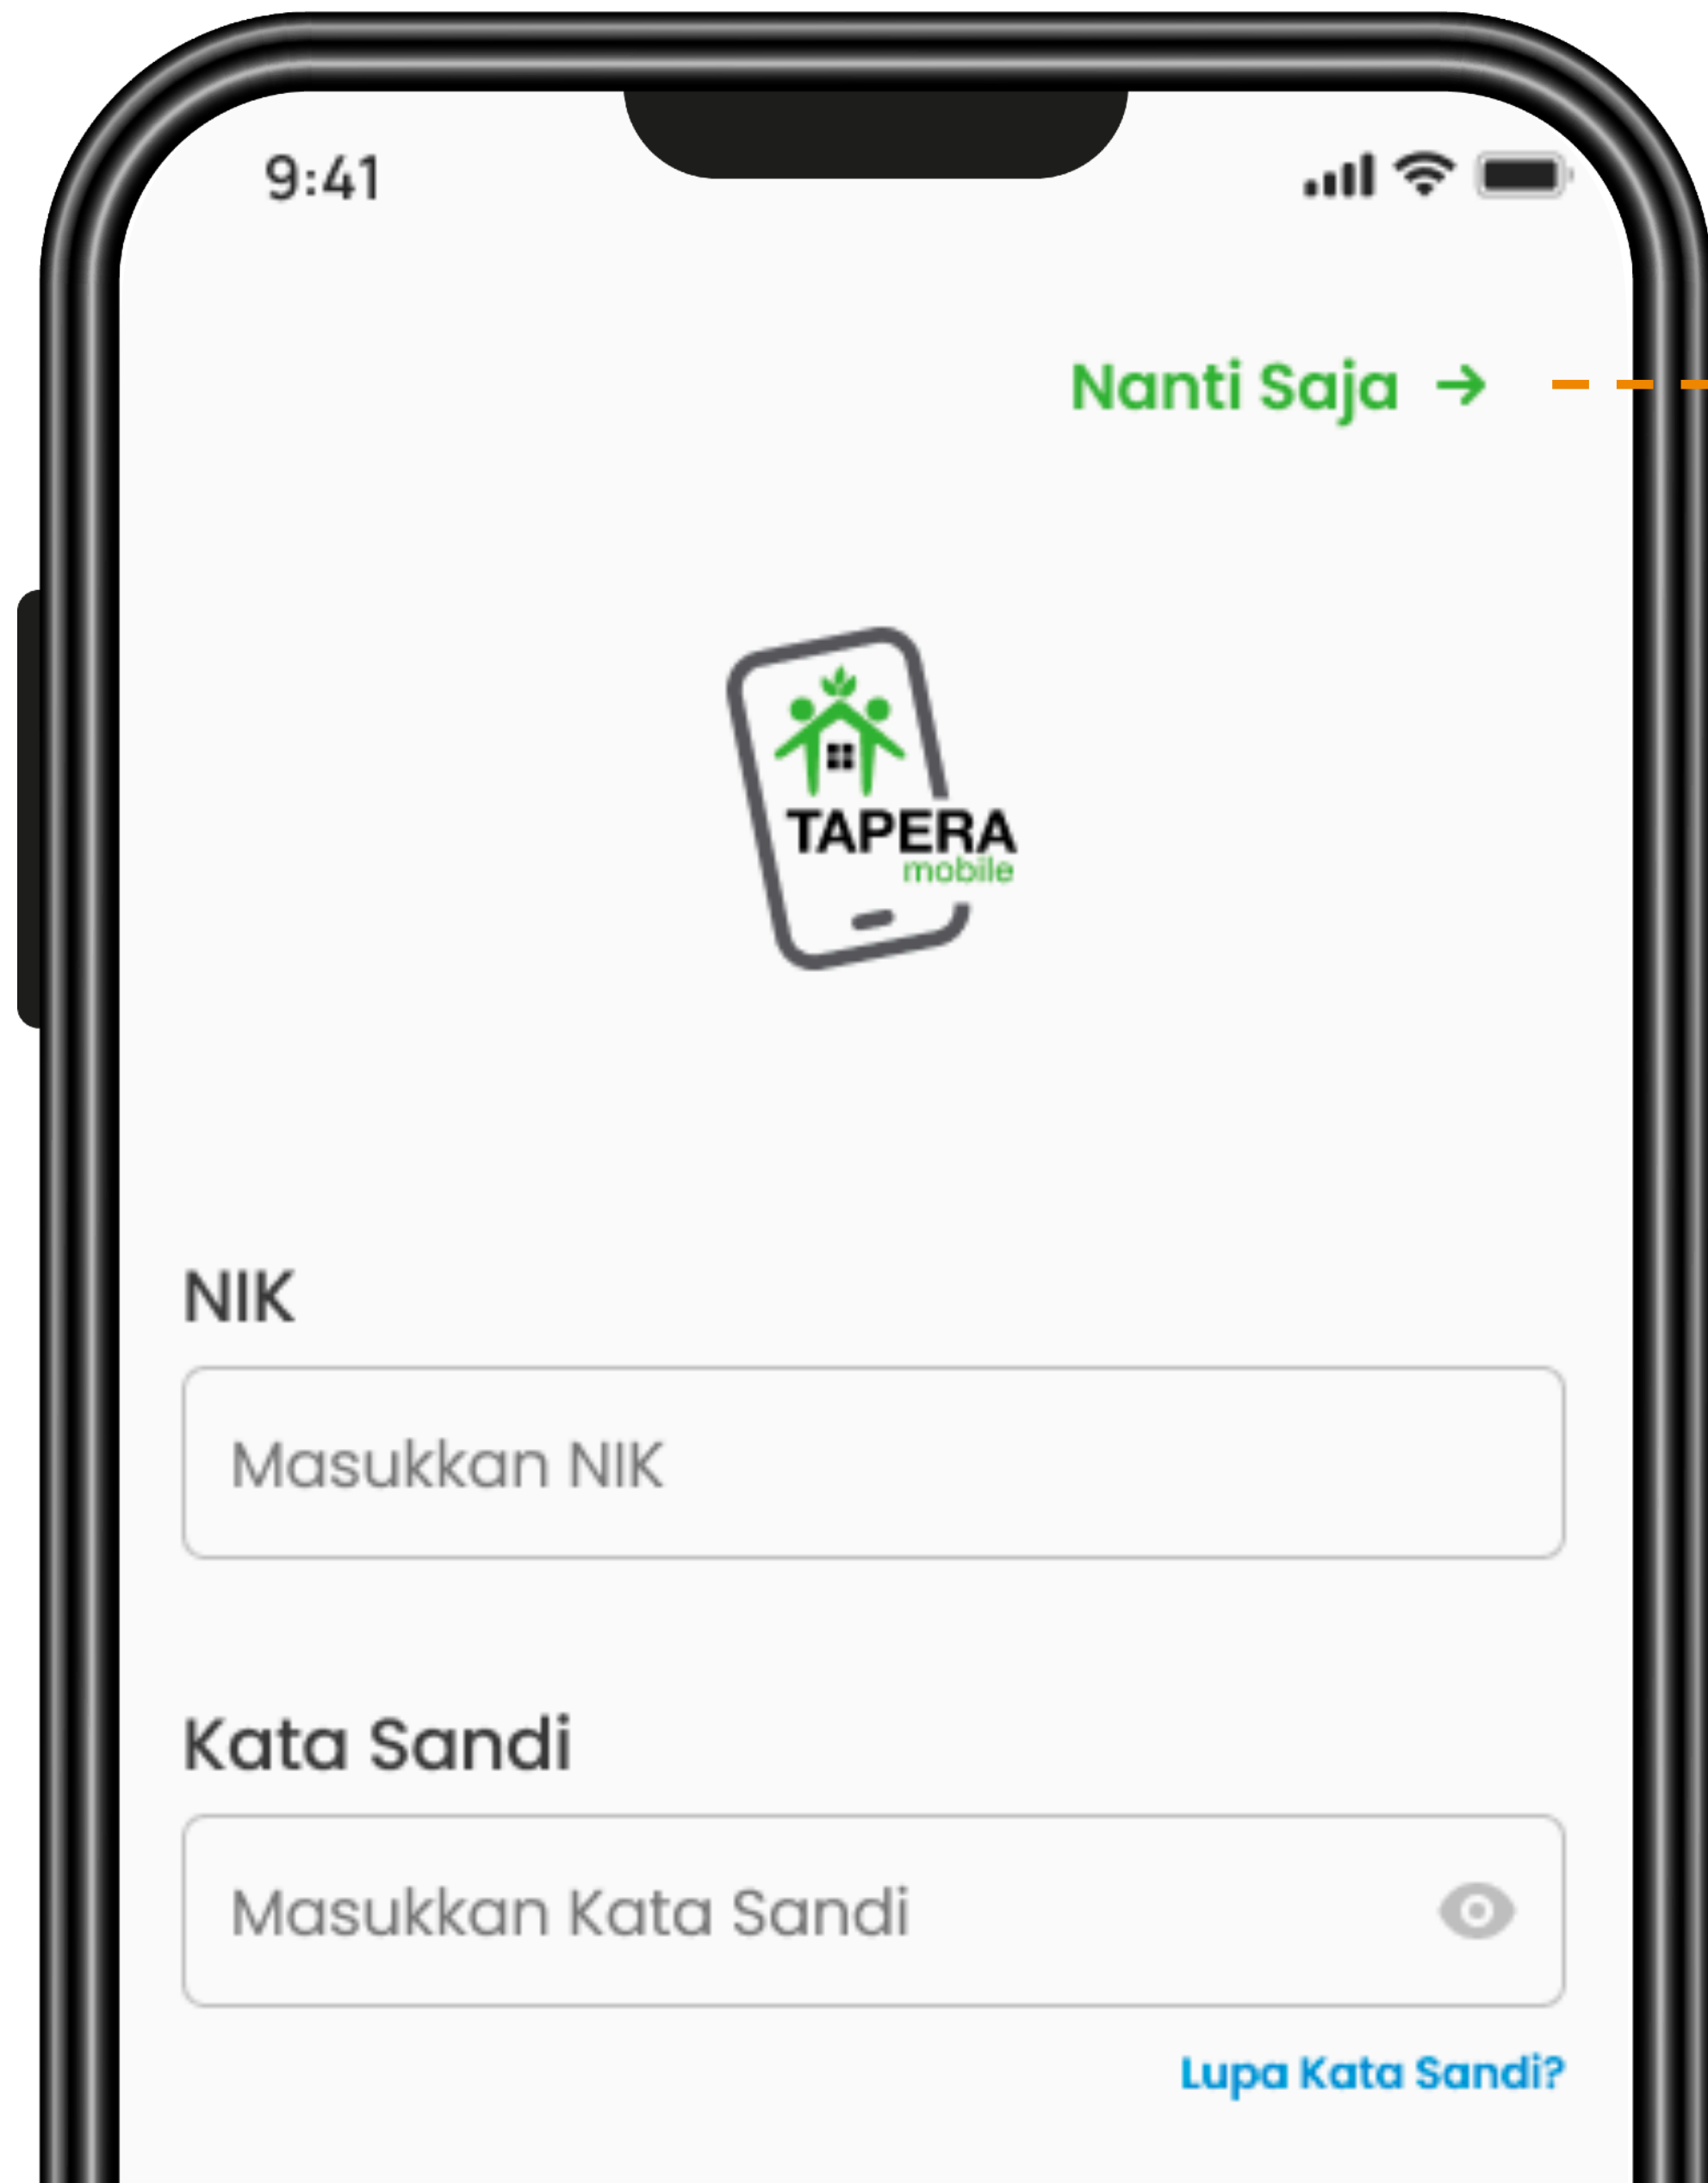 9:41
Nanti Saja →
TAPERA
mobile
NIK
Masukkan NIK
Kata Sandi
Masukkan Kata Sandi
Lupa Kata Sandi?